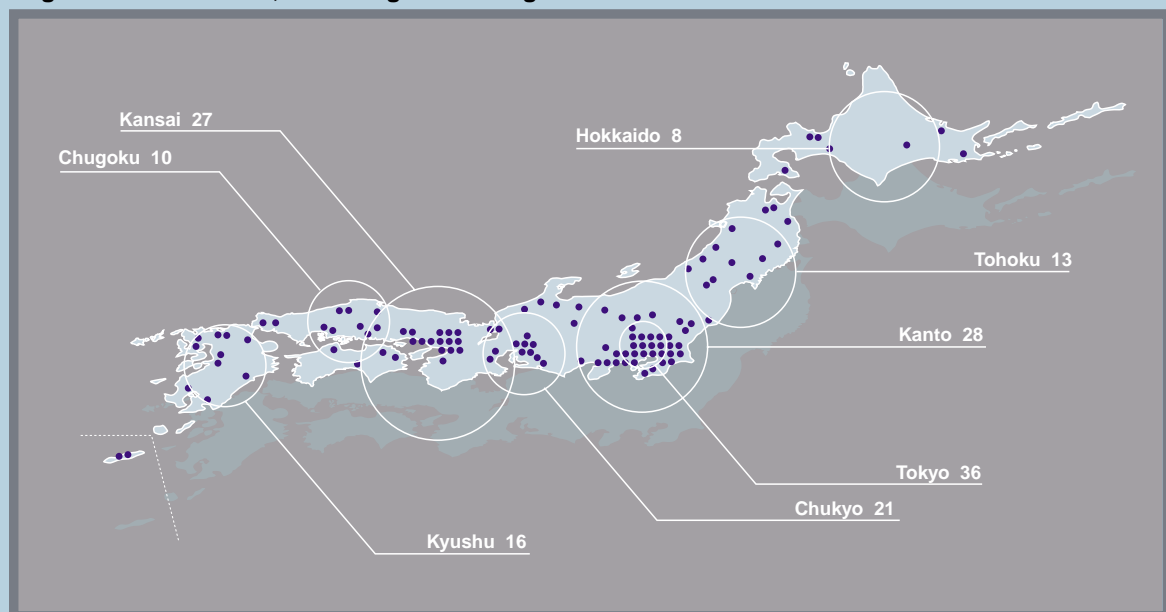 Kansai 27
Chugoku 10
Hokkaido 8
Tohoku 13
Kanto 28
Tokyo 36
Chukyo 21
Kyushu 16